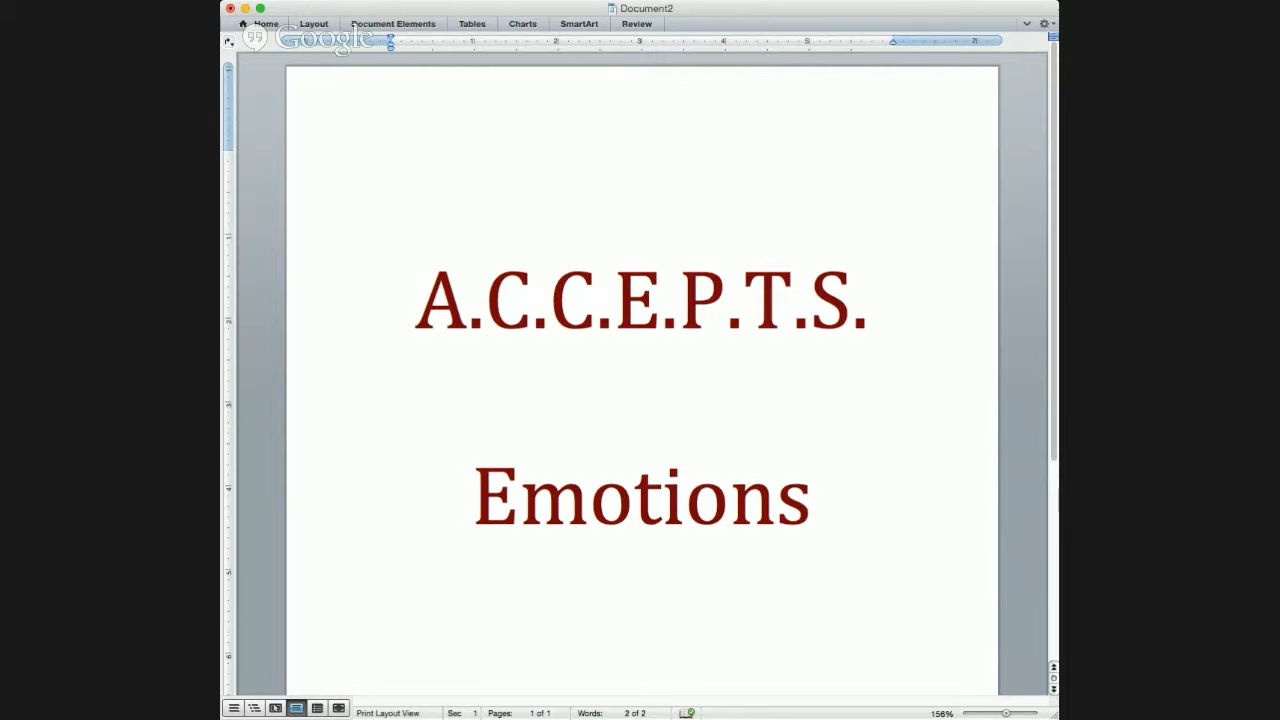 Document2
Home Layout Document Elements Tables Charts SmartArt Review
Google
A.C.C.E.P.T.S.
Emotions
Print Layout View Sec 1 Pages: 1 of 1 Words: 2 of 2 156%